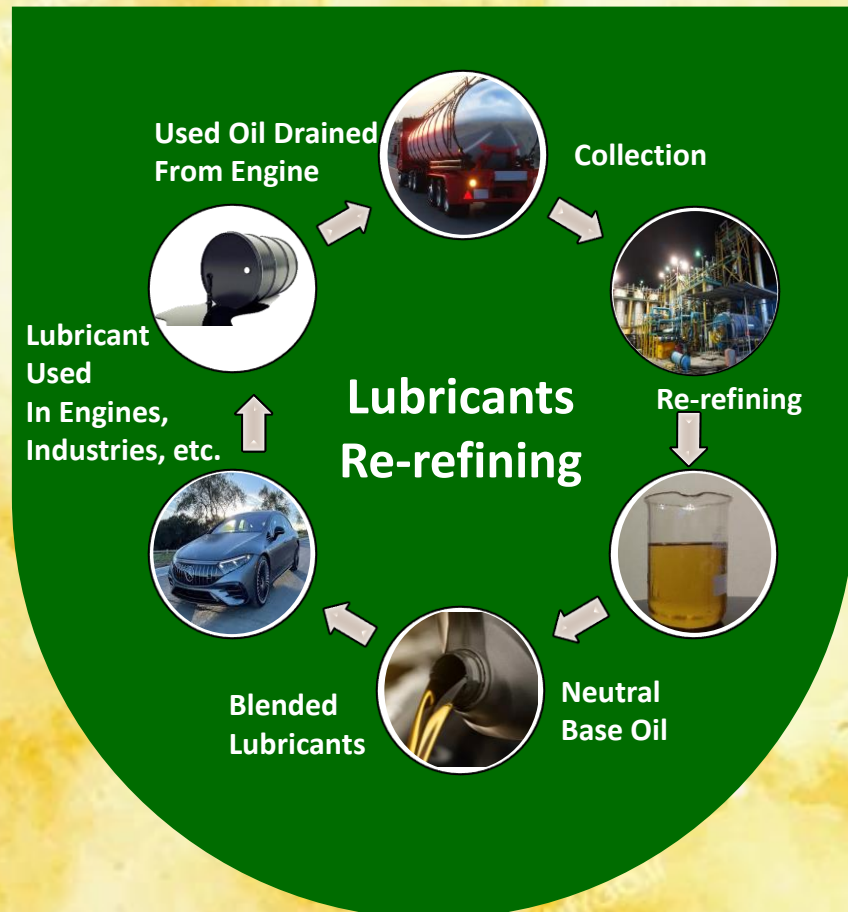 Used Oil Drained
From Engine
Collection
Lubricant
Used
In Engines,
Industries, etc.
Lubricants
Re-refining
Re-refining
Blended
Lubricants
Neutral
Base Oil